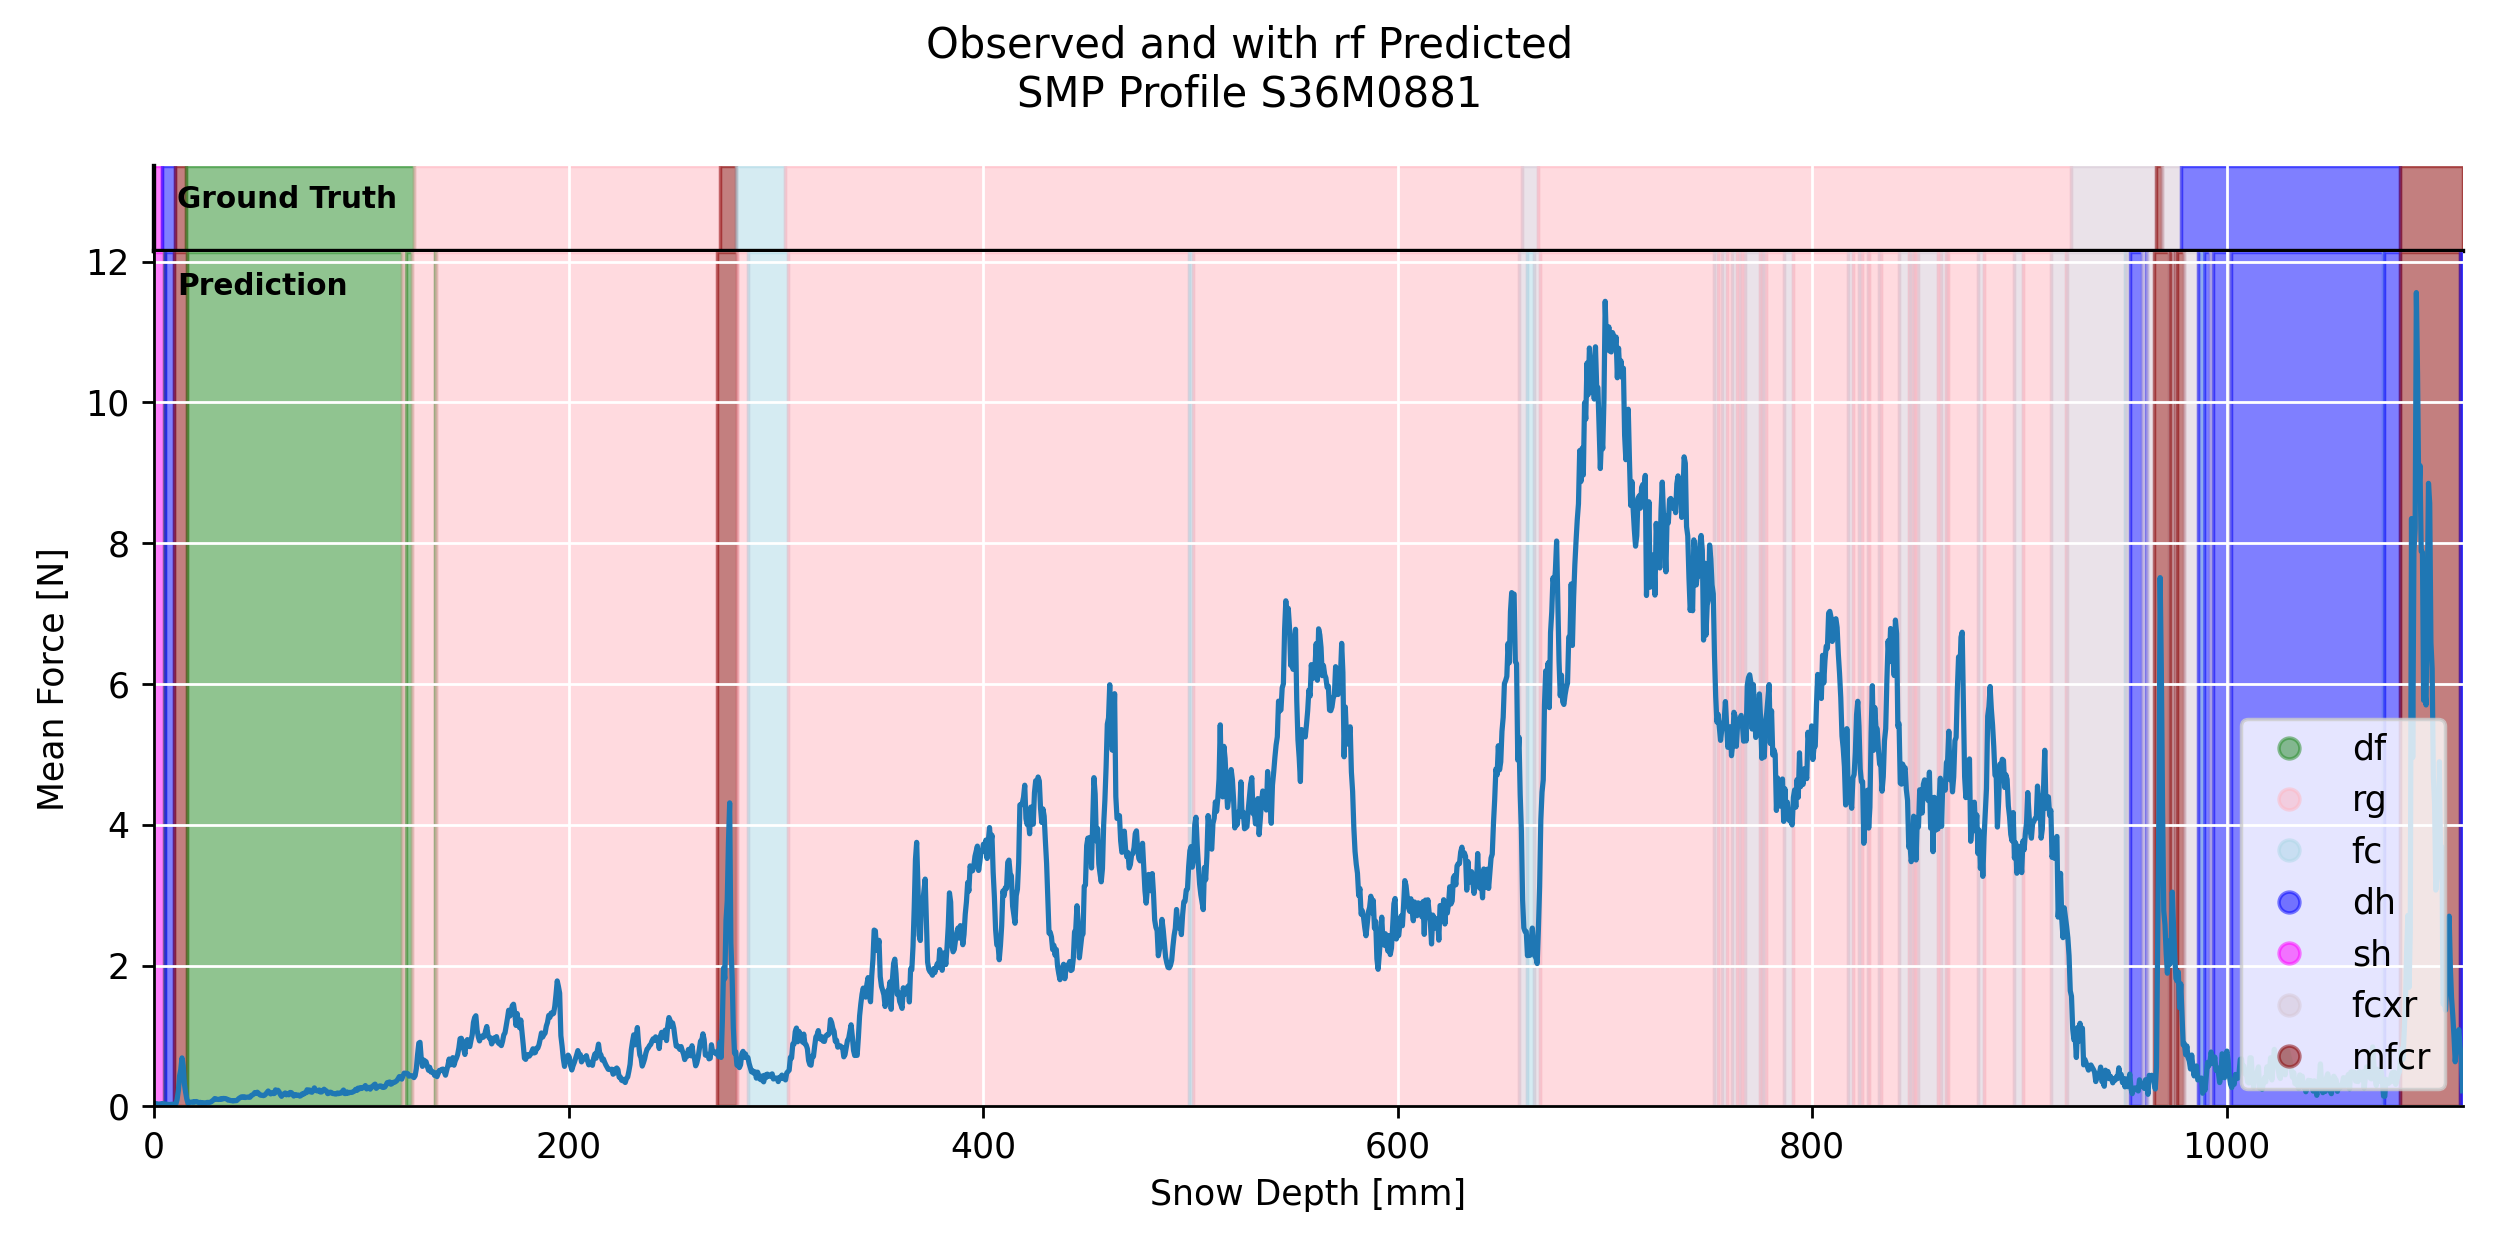 Observed and with rf Predicted
SMP Profile S36M0881
Ground Truth
Prediction
12
10
8
6
4
2
0
Mean Force [N]
0 200 400 600 800 1000
Snow Depth [mm]
df
rg
fc
dh
sh
fcxr
mfcr